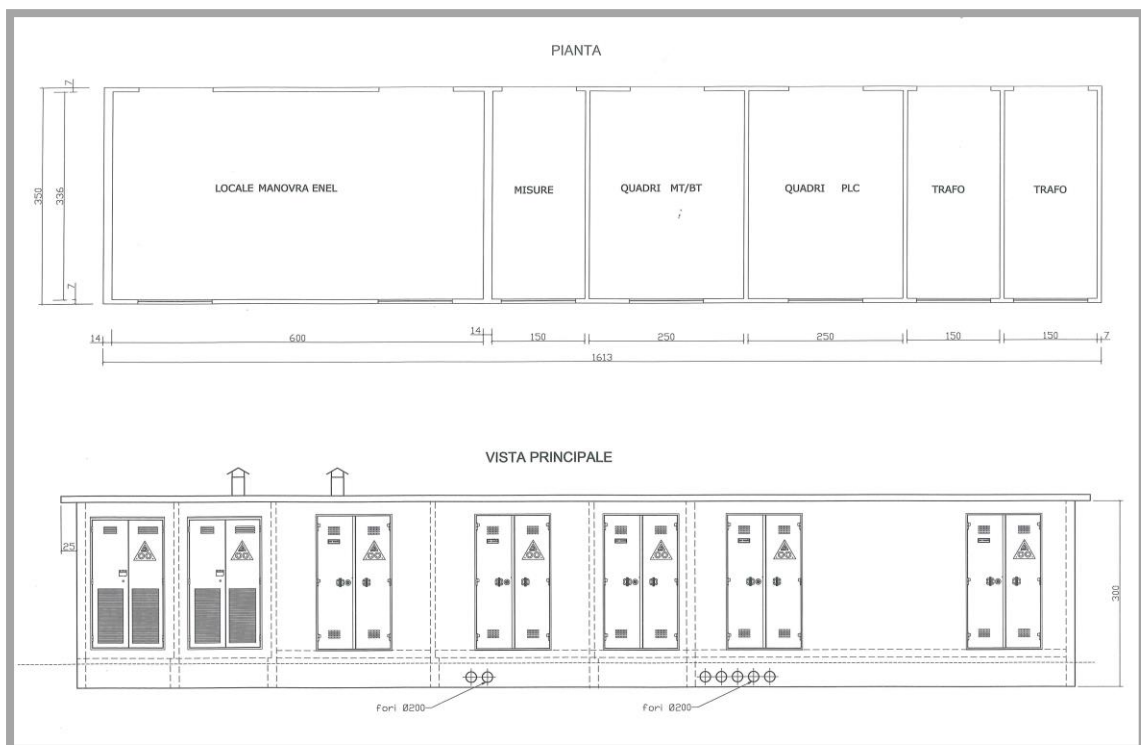 PIANTA
7
350
336
7
LOCALE MANOVRA ENEL
MISURE
QUADRI MT/BT
QUADRI PLC
TRAFO
TRAFO
14
600
14
150
250
250
150
150
7
1613
VISTA PRINCIPALE
25
300
fori Ø200
fori Ø200